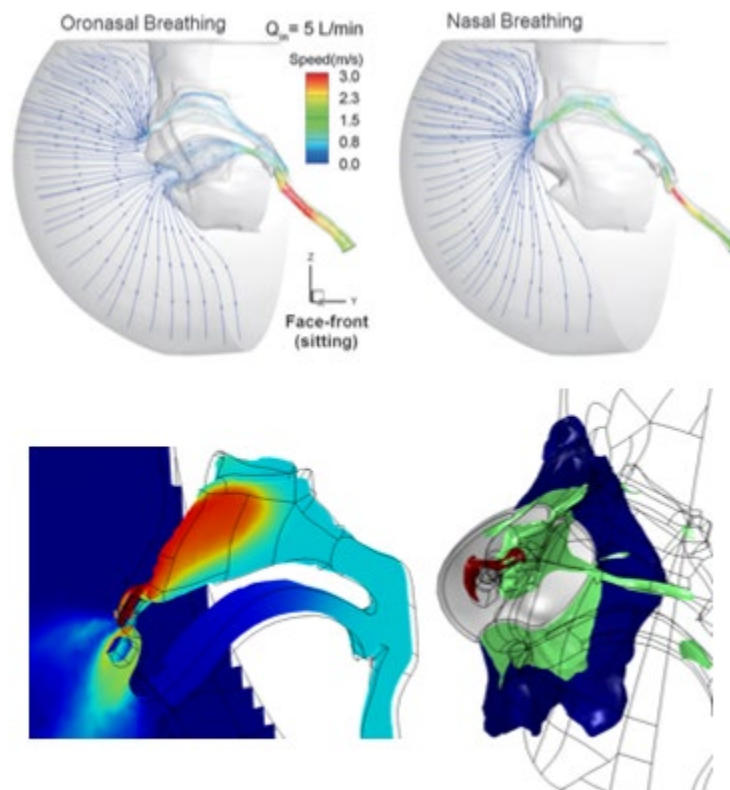 Oronasal Breathing
Q_in = 5 L/min
Nasal Breathing
Speed(m/s)
3.0
2.3
1.5
0.8
0.0
Z
Y
Face-front
(sitting)